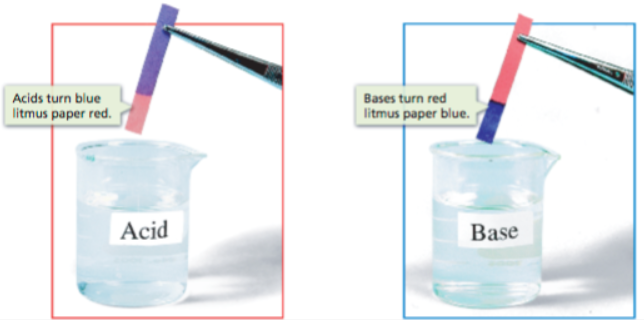 Acids turn blue
litmus paper red.
Acid
Bases turn red
litmus paper blue.
Base